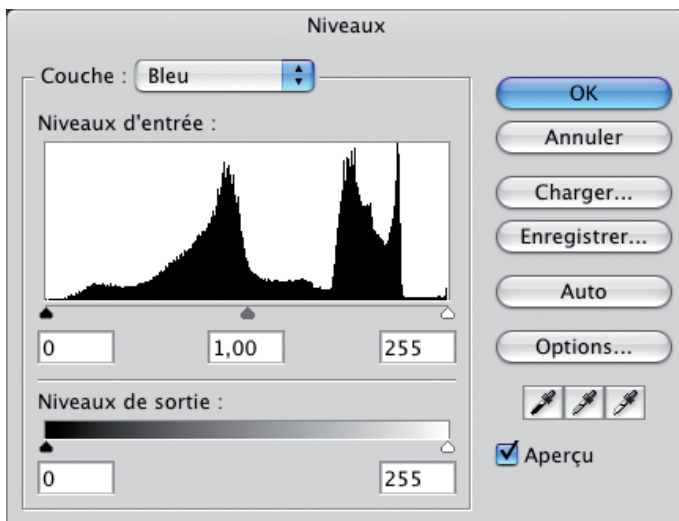 Niveaux
Couche : Bleu
Niveaux d'entrée :
0 1,00 255
Niveaux de sortie :
0 255
OK
Annuler
Charger...
Enregistrer...
Auto
Options...
Aperçu